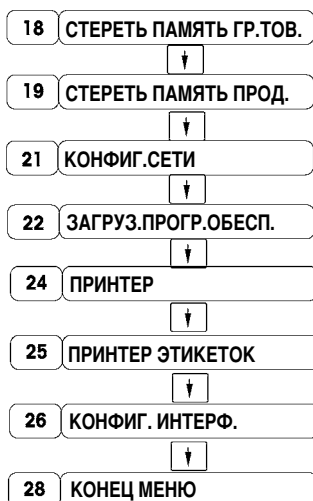 18 СТЕРЕТЬ ПАМЯТЬ ГР.ТОВ.
19 СТЕРЕТЬ ПАМЯТЬ ПРОД.
21 КОНФИГ.СЕТИ
22 ЗАГРУЗ.ПРОГР.ОБЕСП.
24 ПРИНТЕР
25 ПРИНТЕР ЭТИКЕТОК
26 КОНФИГ. ИНТЕРФ.
28 КОНЕЦ МЕНЮ